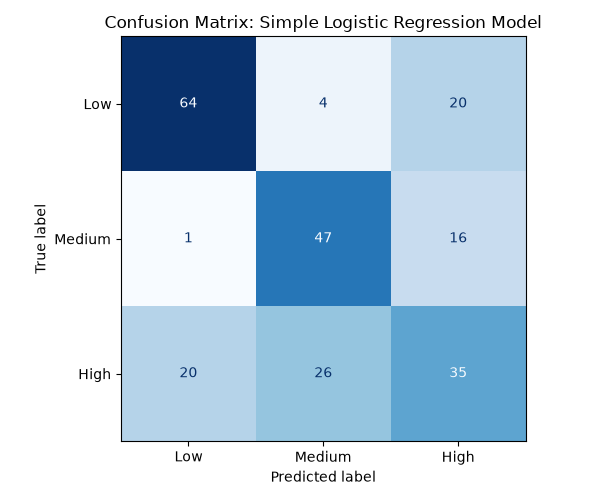 Confusion Matrix: Simple Logistic Regression Model
True label
Low
64 4 20
Medium
1 47 16
High
20 26 35
Low Medium High
Predicted label